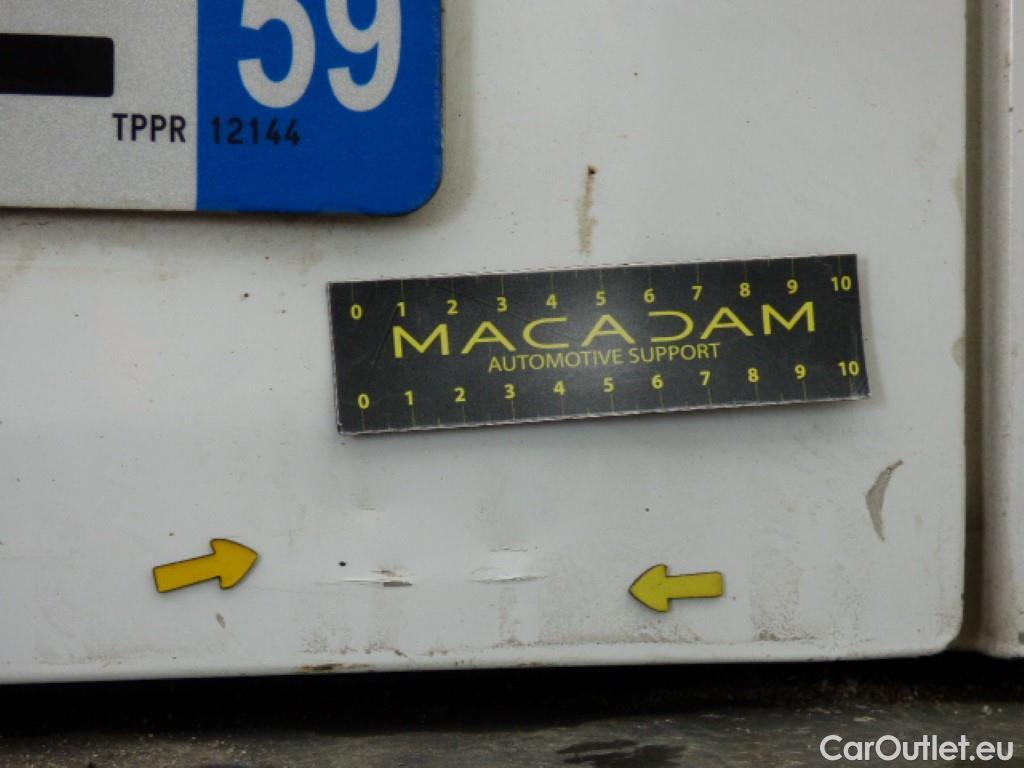 59
TPPR 12144
0 1 2 3 4 5 6 7 8 9 10
MACADAM
AUTOMOTIVE SUPPORT
0 1 2 3 4 5 6 7 8 9 10
CarOutlet.eu